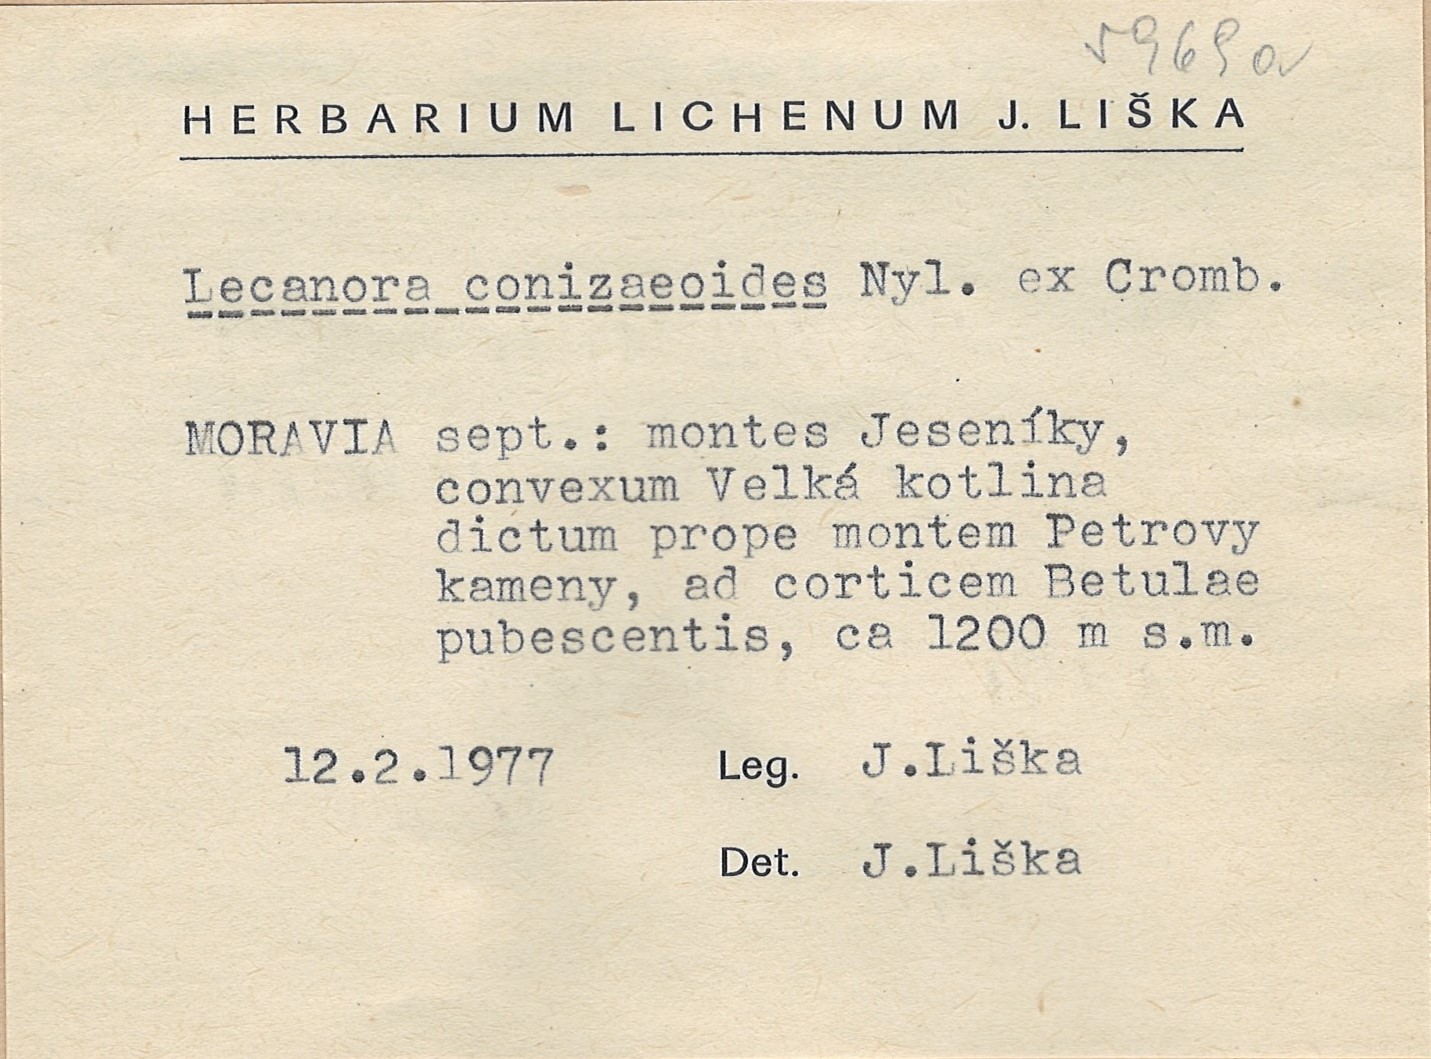 5969a
HERBARIUM LICHENUM J. LIŠKA
Lecanora conizaeoides Nyl. ex Cromb.
MORAVIA sept.: montes Jeseníky,
convexum Velká kotlina
dictum prope montem Petrovy
kameny, ad corticem Betulae
pubescentis, ca 1200 m s.m.
12.2.1977 Leg. J.Liška
Det. J.Liška